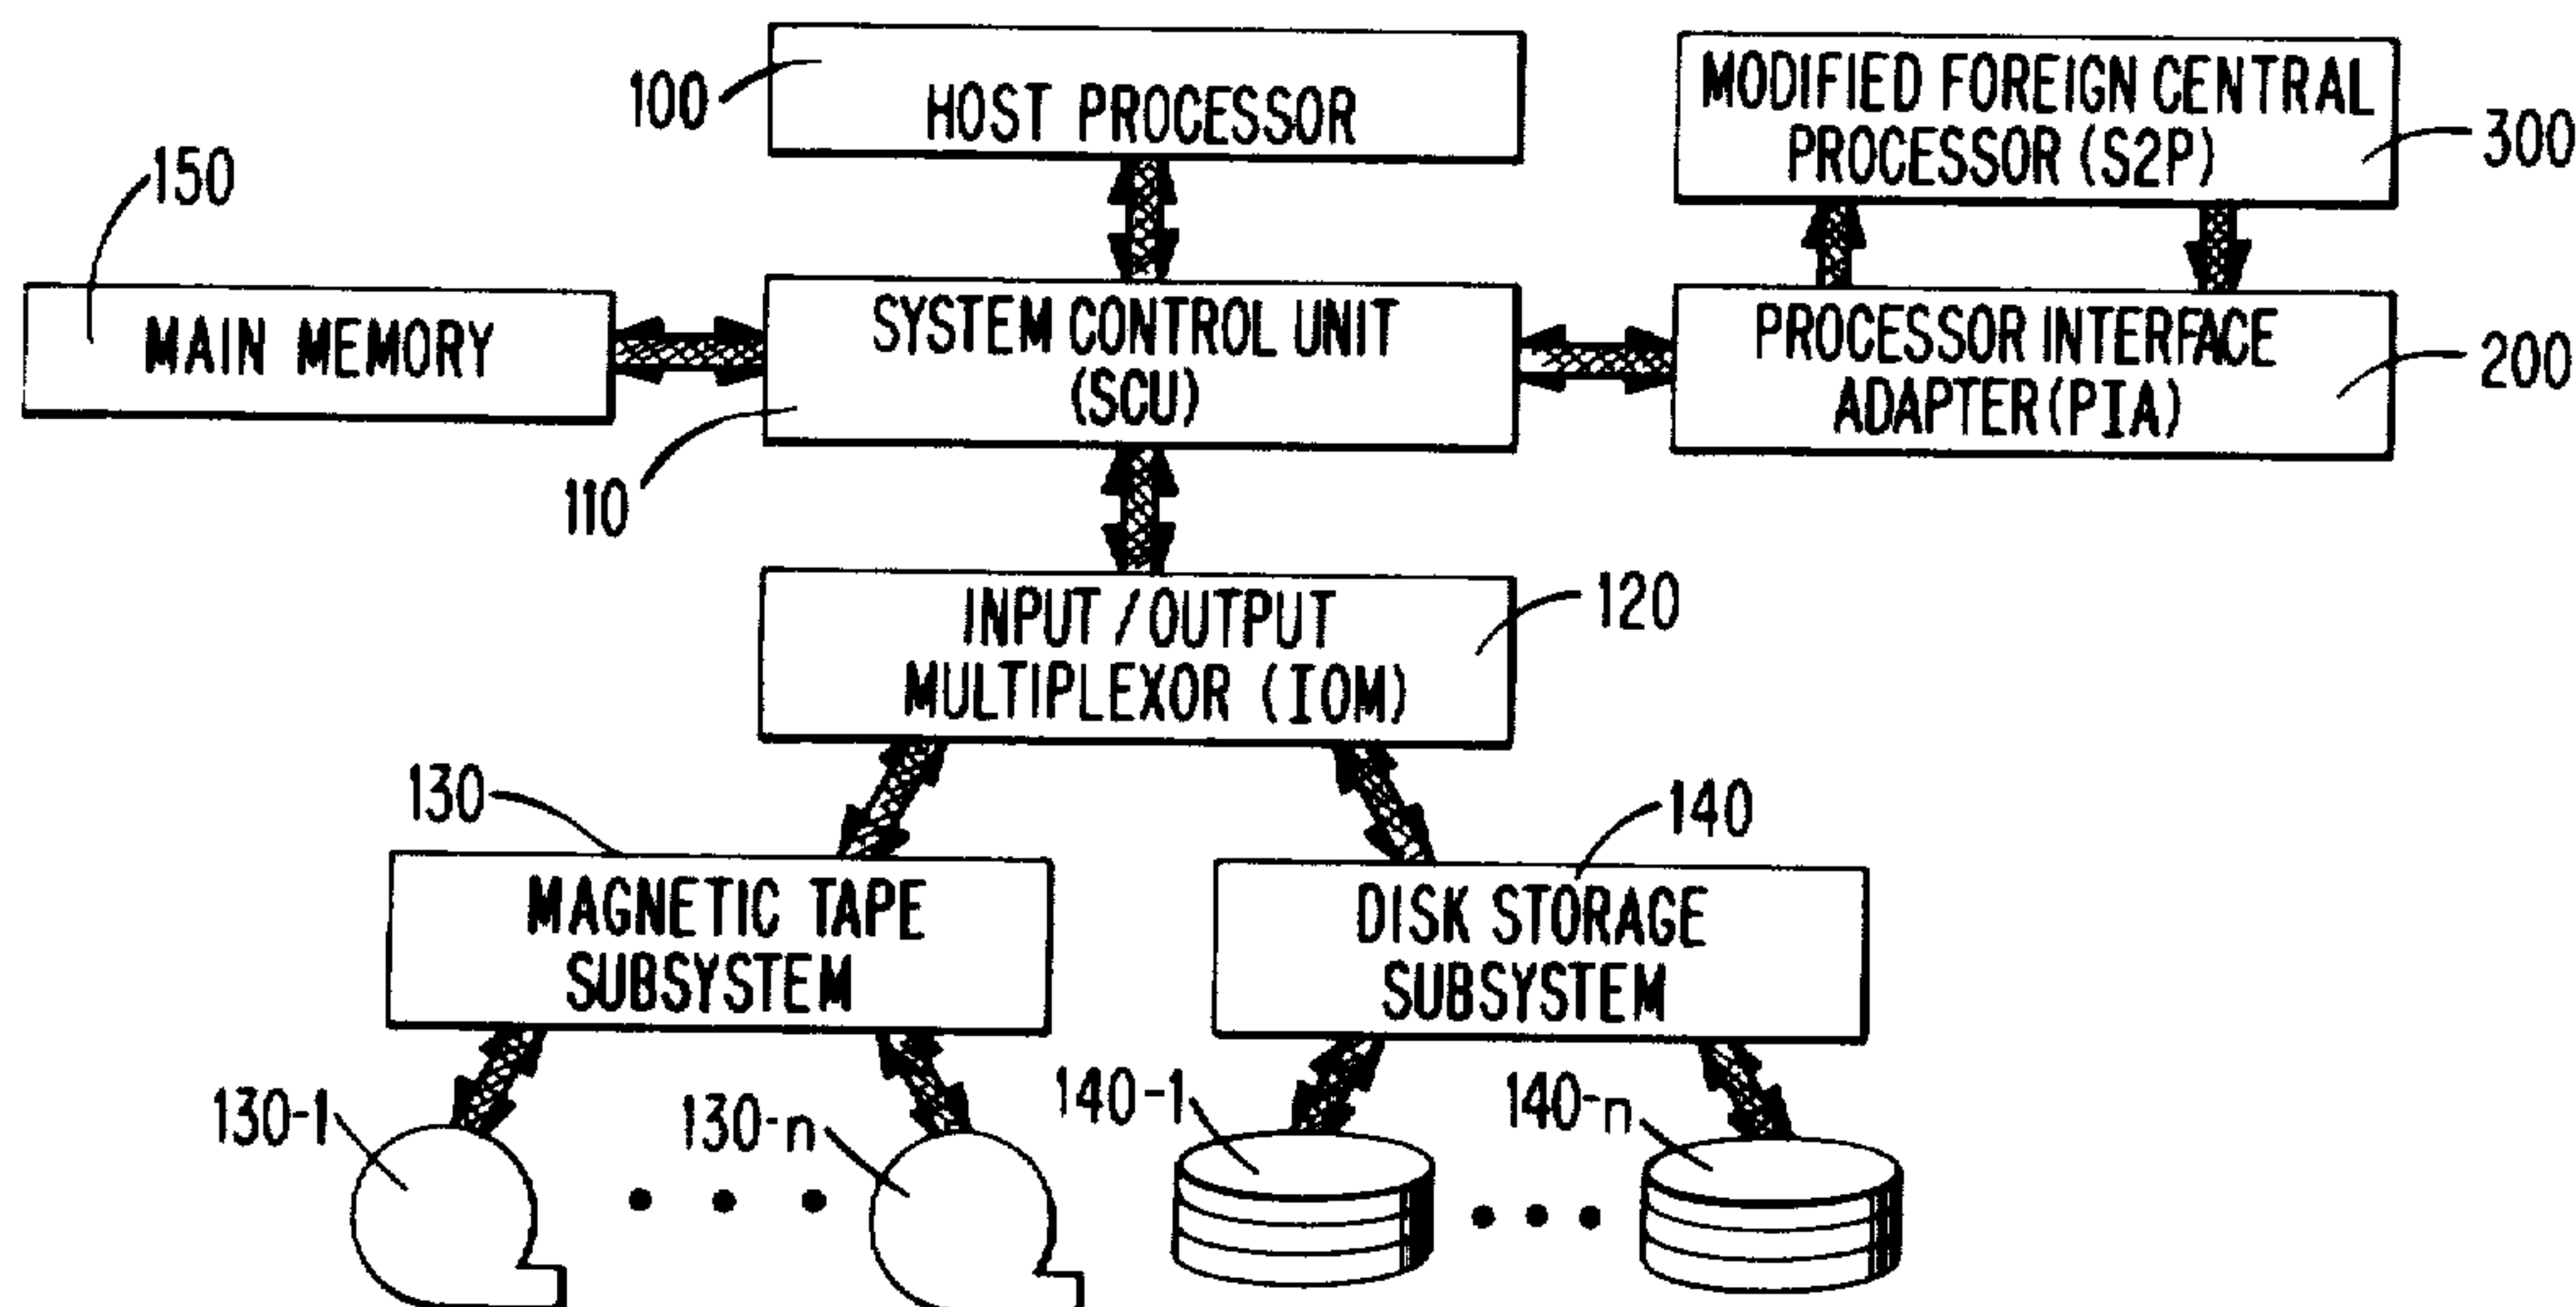 100
HOST PROCESSOR
MODIFIED FOREIGN CENTRAL
PROCESSOR (S2P)
300
150
MAIN MEMORY
SYSTEM CONTROL UNIT
(SCU)
110
PROCESSOR INTERFACE
ADAPTER (PIA)
200
INPUT / OUTPUT
MULTIPLEXOR (IOM)
120
130
MAGNETIC TAPE
SUBSYSTEM
140
DISK STORAGE
SUBSYSTEM
130-1
130-n
140-1
140-n